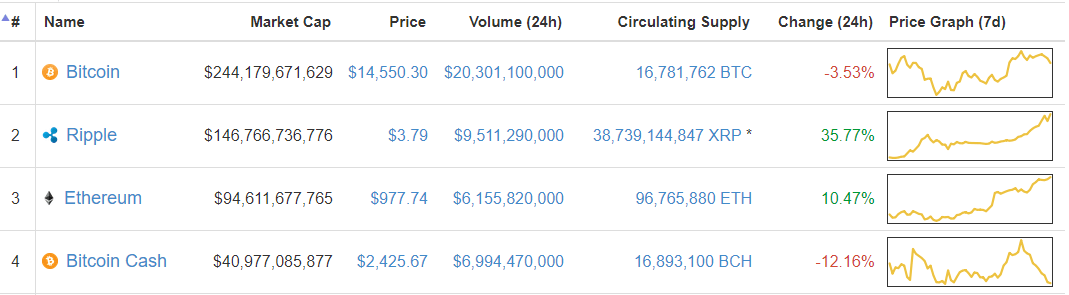 # Name Market Cap Price Volume (24h) Circulating Supply Change (24h) Price Graph (7d)
1 Bitcoin $244,179,671,629 $14,550.30 $20,301,100,000 16,781,762 BTC -3.53%
2 Ripple $146,766,736,776 $3.79 $9,511,290,000 38,739,144,847 XRP * 35.77%
3 Ethereum $94,611,677,765 $977.74 $6,155,820,000 96,765,880 ETH 10.47%
4 Bitcoin Cash $40,977,085,877 $2,425.67 $6,994,470,000 16,893,100 BCH -12.16%